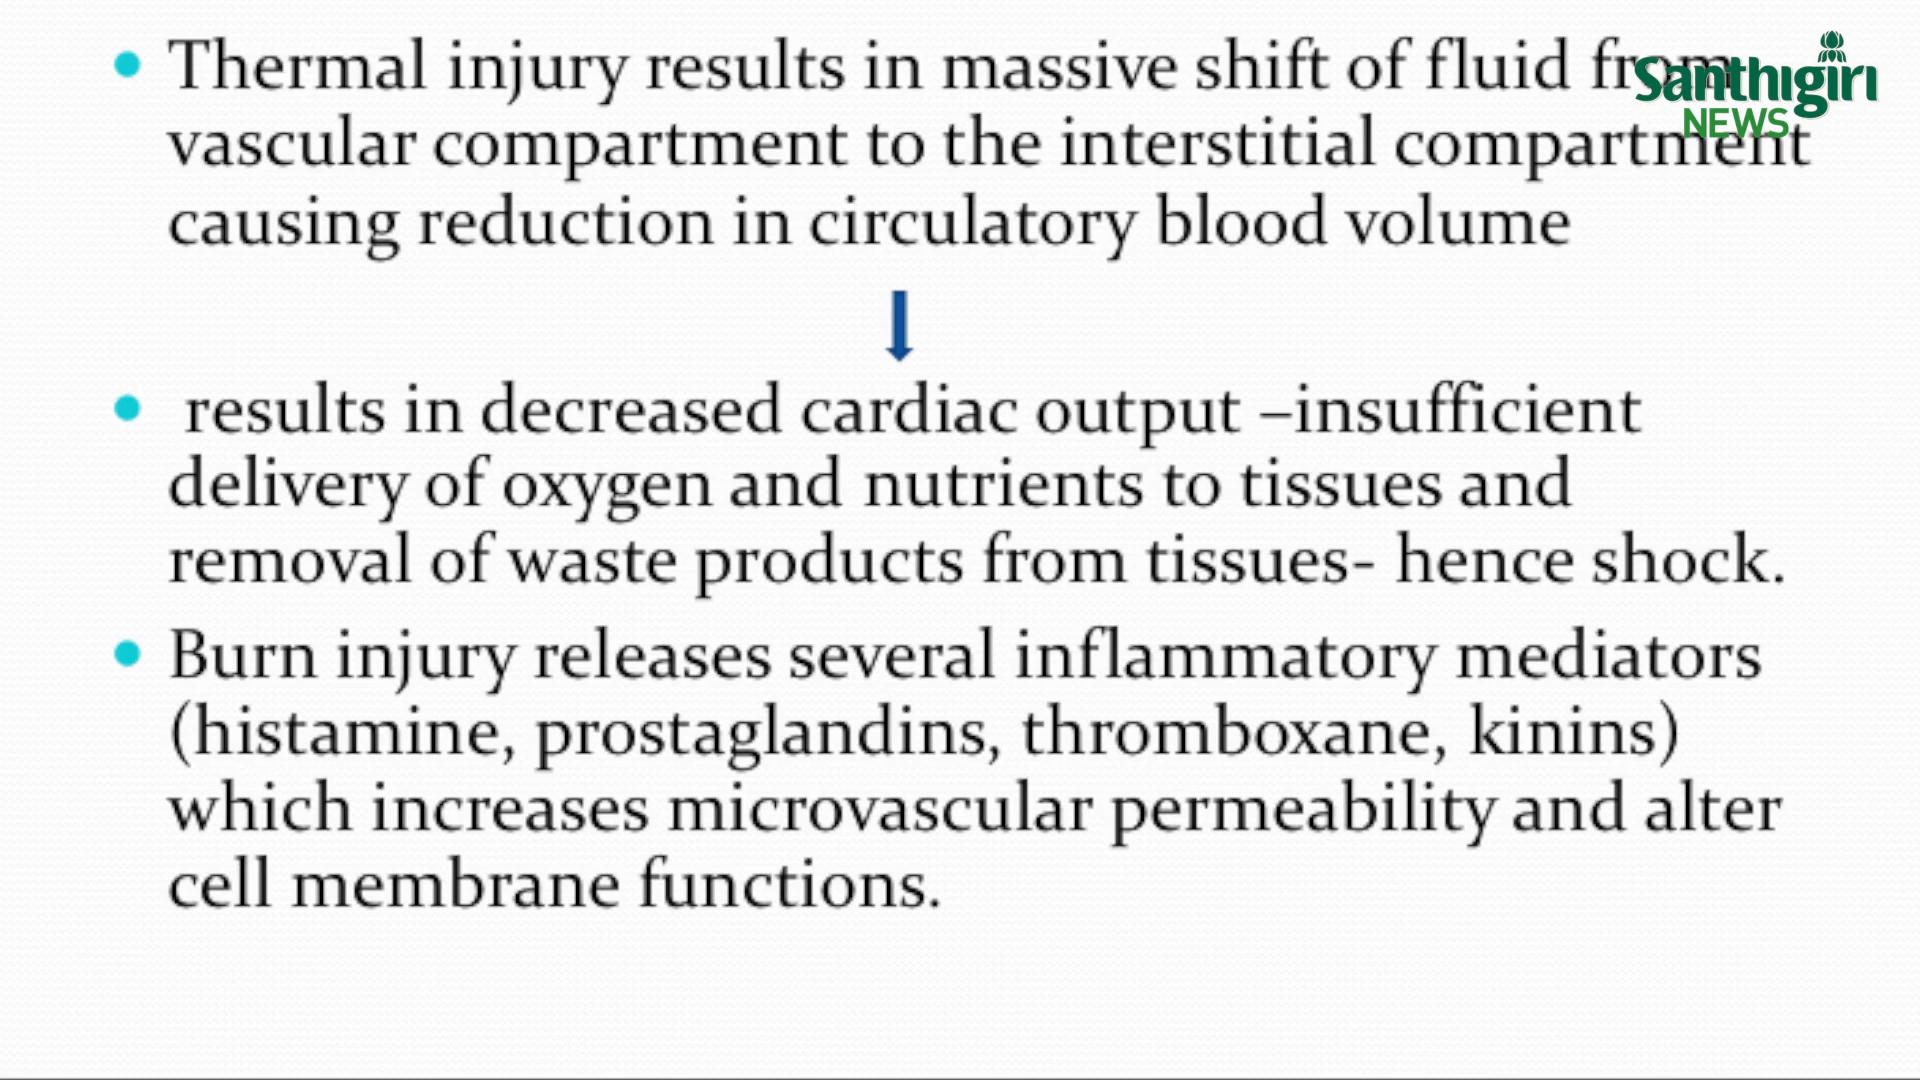 Thermal injury results in massive shift of fluid from
vascular compartment to the interstitial compartment
causing reduction in circulatory blood volume
results in decreased cardiac output –insufficient
delivery of oxygen and nutrients to tissues and
removal of waste products from tissues- hence shock.
Burn injury releases several inflammatory mediators
(histamine, prostaglandins, thromboxane, kinins)
which increases microvascular permeability and alter
cell membrane functions.
Santhigiri
NEWS